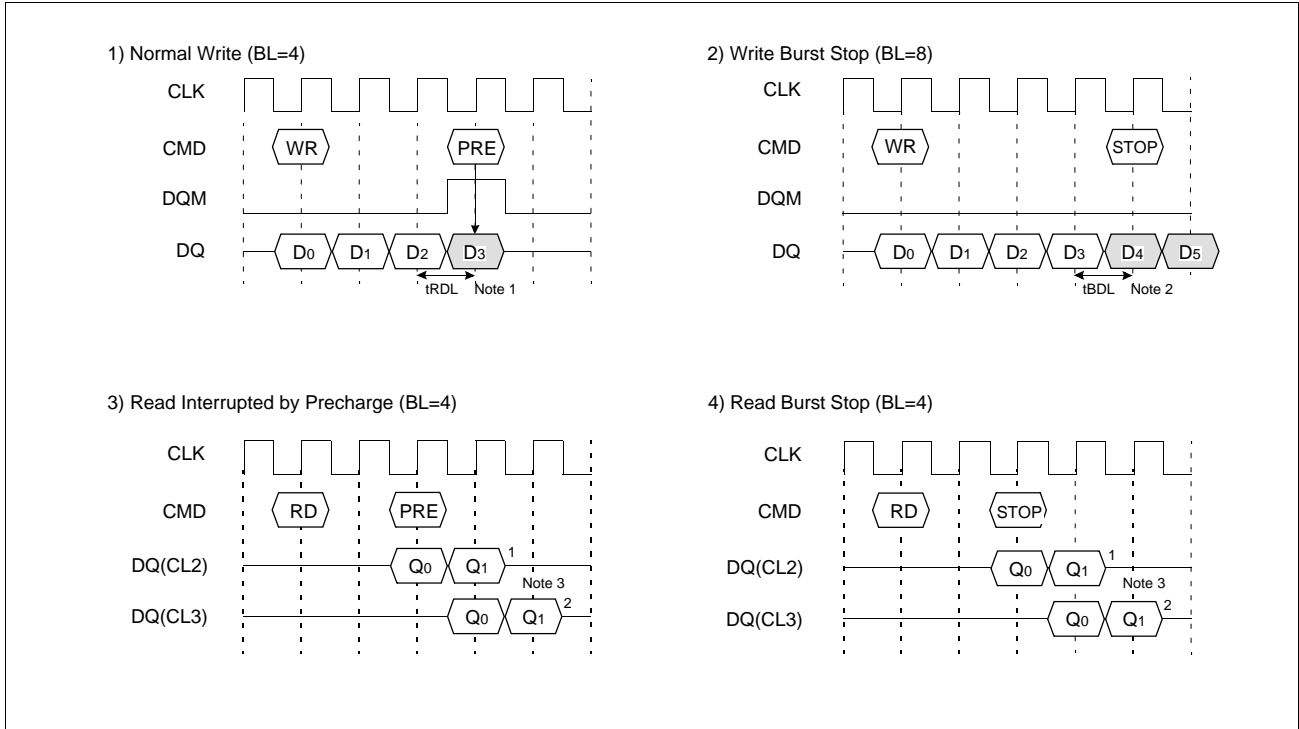 1) Normal Write (BL=4)
CLK
CMD WR PRE
DQM
DQ D0 D1 D2 D3
tRDL Note 1
2) Write Burst Stop (BL=8)
CLK
CMD WR STOP
DQM
DQ D0 D1 D2 D3 D4 D5
tBDL Note 2
3) Read Interrupted by Precharge (BL=4)
CLK
CMD RD PRE
DQ(CL2) Q0 Q1 1
Note 3
DQ(CL3) Q0 Q1 2
4) Read Burst Stop (BL=4)
CLK
CMD RD STOP
DQ(CL2) Q0 Q1 1
Note 3
DQ(CL3) Q0 Q1 2